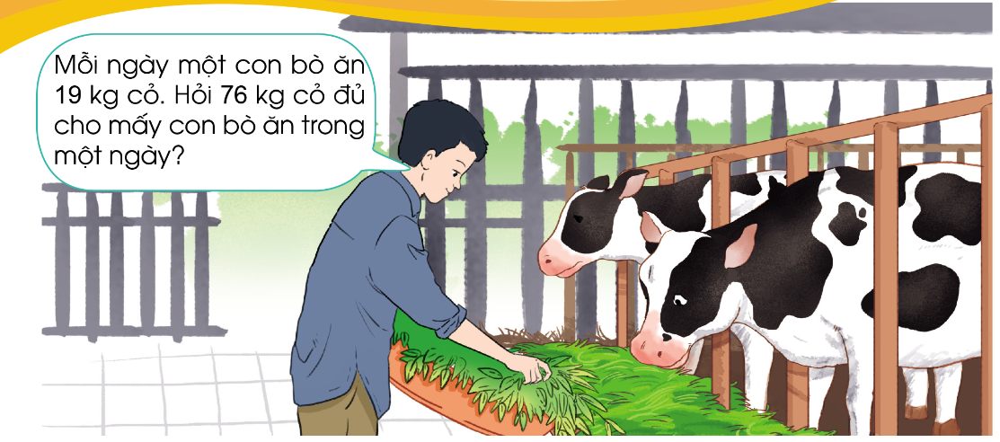 Mỗi ngày một con bò ăn
19 kg cỏ. Hỏi 76 kg cỏ đủ
cho mấy con bò ăn trong
một ngày?